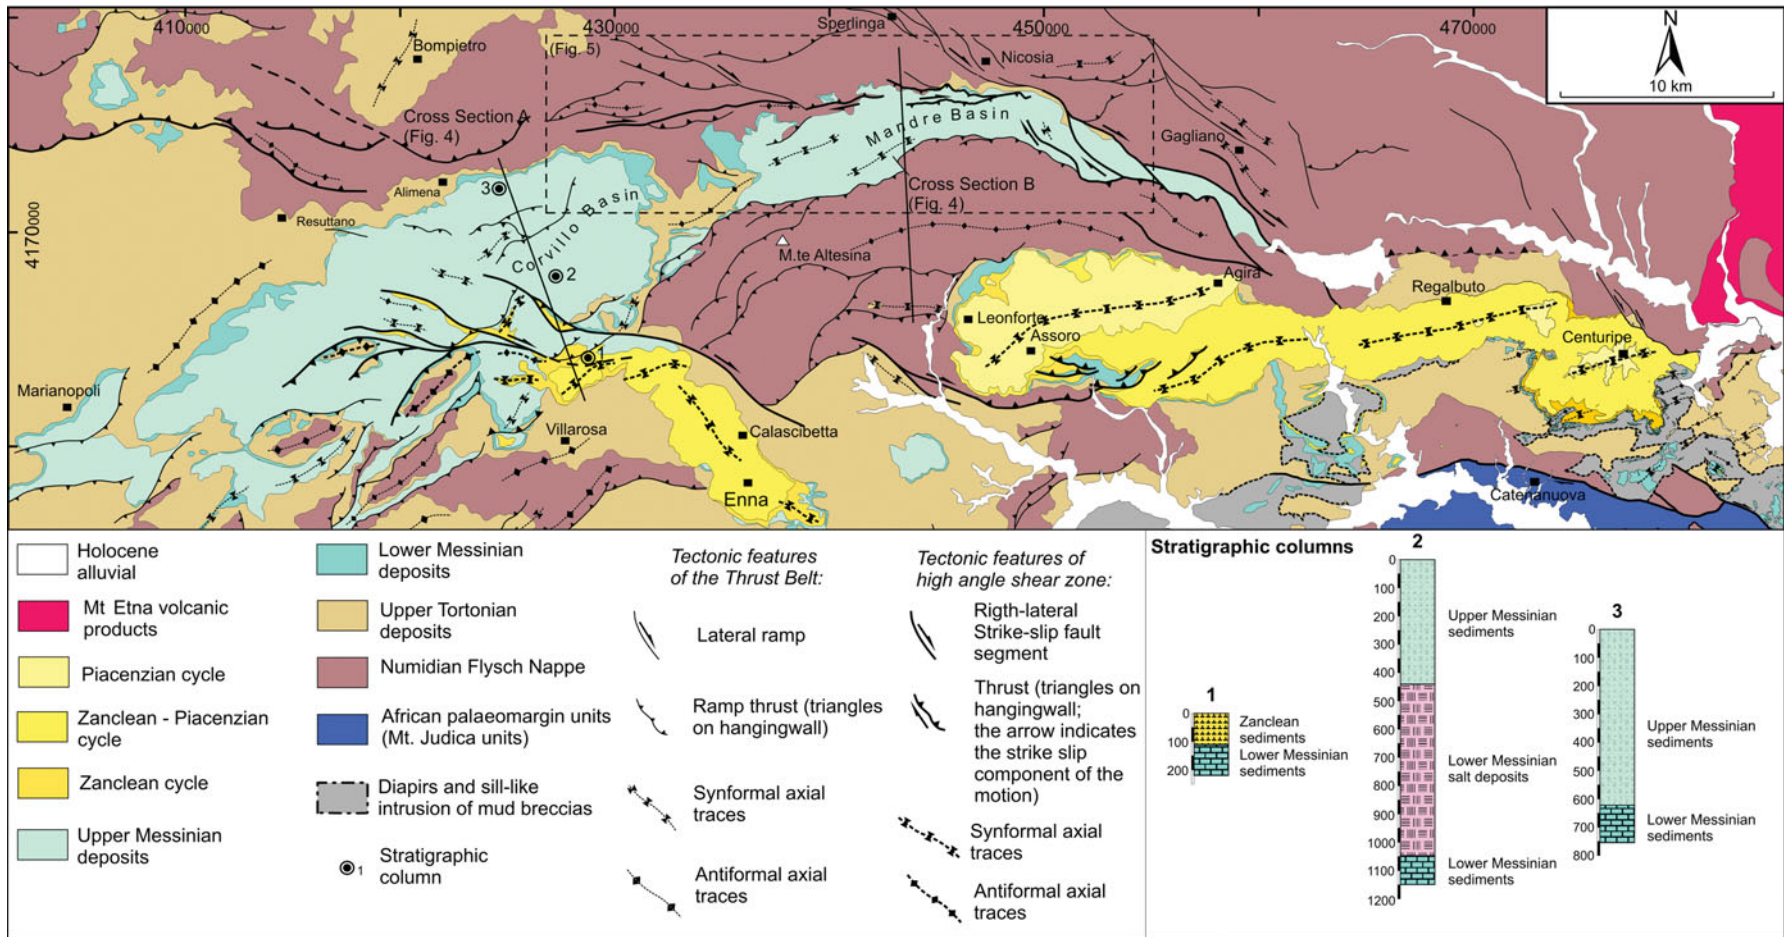 410000
430000
450000
470000
4170000
N
10 km
Sperlinga
(Fig. 5)
Bompietro
Nicosia
Cross Section A
(Fig. 4)
Mandre Basin
Gagliano
3
Alimena
Cross Section B
(Fig. 4)
Resuttano
Corvillo Basin
M.te Altesina
2
Agira
Regalbuto
Leonforte
Assoro
Centuripe
1
Marianopoli
Villarosa
Calascibetta
Enna
Catenanuova
Holocene
alluvial
Mt Etna volcanic
products
Piacenzian cycle
Zanclean - Piacenzian
cycle
Zanclean cycle
Upper Messinian
deposits
Lower Messinian
deposits
Upper Tortonian
deposits
Numidian Flysch Nappe
African palaeomargin units
(Mt. Judica units)
Diapirs and sill-like
intrusion of mud breccias
1
Stratigraphic
column
Tectonic features
of the Thrust Belt:
Lateral ramp
Ramp thrust (triangles
on hangingwall)
Synformal axial
traces
Antiformal axial
traces
Tectonic features of
high angle shear zone:
Rigth-lateral
Strike-slip fault
segment
Thrust (triangles on
hangingwall;
the arrow indicates
the strike slip
component of the
motion)
Synformal axial
traces
Antiformal axial
traces
Stratigraphic columns
1
0
100
200
Zanclean
sediments
Lower Messinian
sediments
2
0
100
200
300
400
500
600
700
800
900
1000
1100
1200
Upper Messinian
sediments
Lower Messinian
salt deposits
Lower Messinian
sediments
3
0
100
200
300
400
500
600
700
800
Upper Messinian
sediments
Lower Messinian
sediments